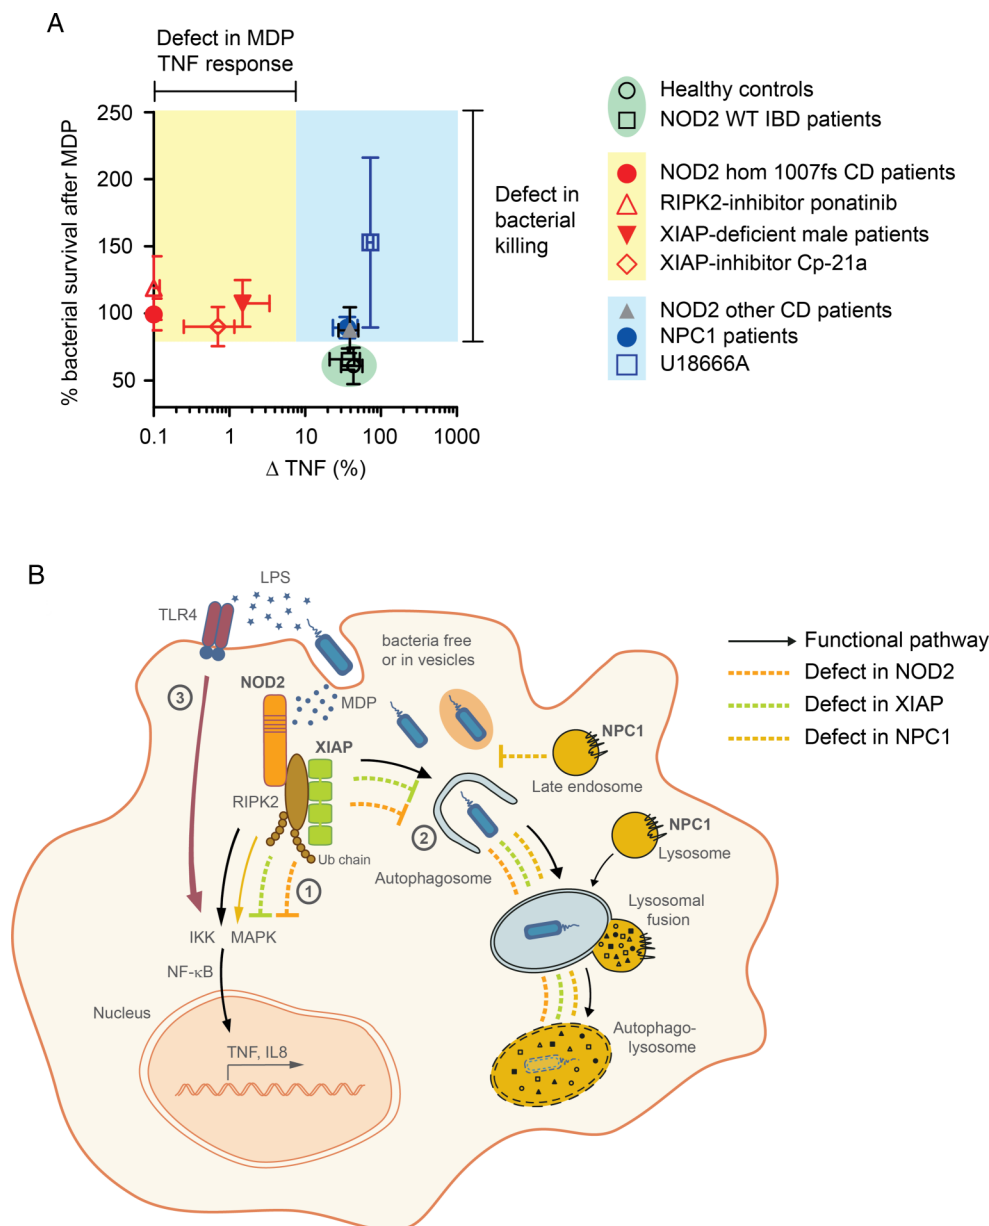 A
Defect in MDP
TNF response
250
200
150
100
50
% bacterial survival after MDP
0.1
1
10
100
1000
Δ TNF (%)
Defect in
bacterial
killing
Healthy controls
NOD2 WT IBD patients
NOD2 hom 1007fs CD patients
RIPK2-inhibitor ponatinib
XIAP-deficient male patients
XIAP-inhibitor Cp-21a
NOD2 other CD patients
NPC1 patients
U18666A
B
LPS
TLR4
bacteria free
or in vesicles
3
NOD2
MDP
XIAP
RIPK2
Ub chain
1
2
Autophagosome
NPC1
Late endosome
NPC1
Lysosome
Lysosomal
fusion
IKK MAPK
NF-κB
Nucleus
TNF, IL8
Autophago-
lysosome
Functional pathway
Defect in NOD2
Defect in XIAP
Defect in NPC1